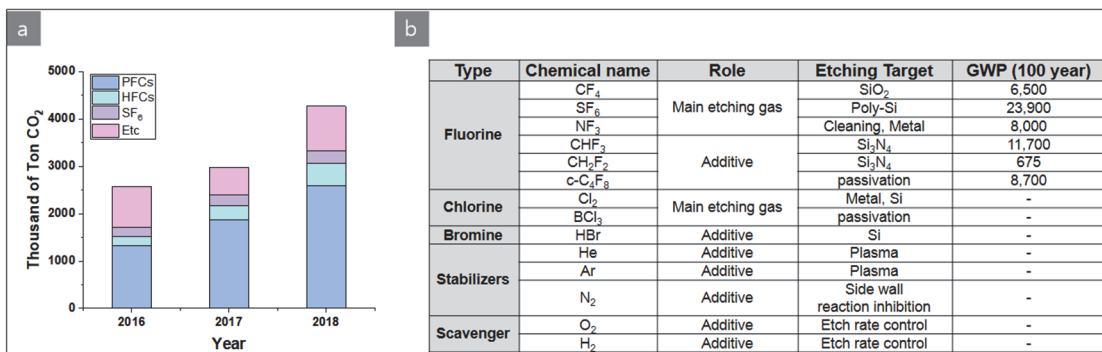 a
5000
4000
3000
2000
1000
0
Thousand of Ton CO₂
PFCs
HFCs
SF₆
Etc
2016 2017 2018
Year
b
Type Chemical name Role Etching Target GWP (100 year)
Fluorine
CF₄ Main etching gas SiO₂ 6,500
SF₆ Poly-Si 23,900
NF₃ Cleaning, Metal 8,000
CHF₃ Additive Si₃N₄ 11,700
CH₂F₂ Si₃N₄ 675
c-C₄F₈ passivation 8,700
Chlorine
Cl₂ Main etching gas Metal, Si -
BCl₃ passivation -
Bromine HBr Additive Si -
Stabilizers
He Additive Plasma -
Ar Additive Plasma -
N₂ Additive Side wall
reaction inhibition -
Scavenger
O₂ Additive Etch rate control -
H₂ Additive Etch rate control -